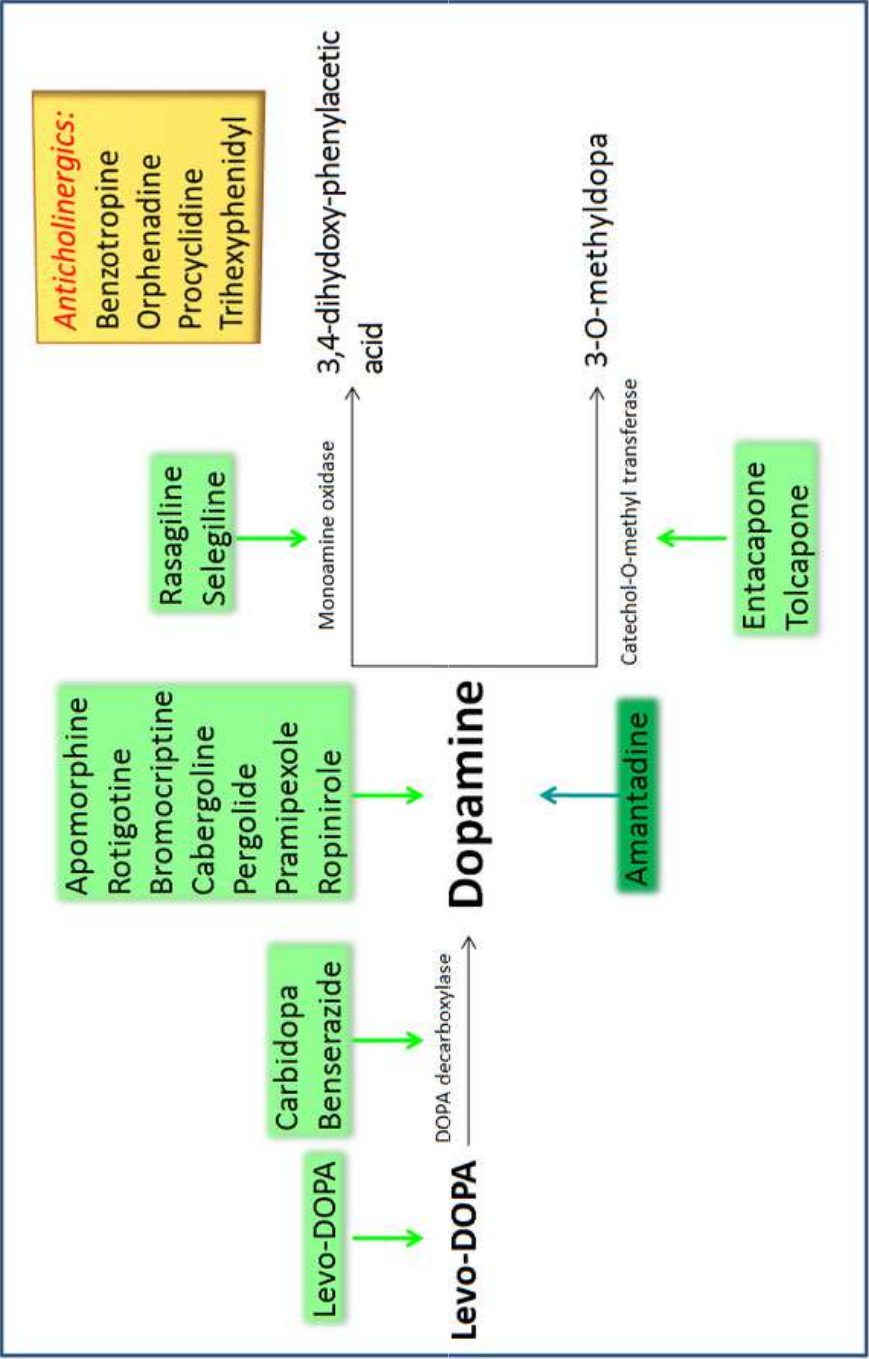 Anticholinergics:
Benzotropine
Orphenadine
Procyclidine
Trihexyphenidyl
Apomorphine
Rotigotine
Bromocriptine
Cabergoline
Pergolide
Pramipexole
Ropinirole
Rasagiline
Selegiline
Carbidopa
Benserazide
Levo-DOPA
Monoamine oxidase
3,4-dihydoxy-phenylacetic
acid
Levo-DOPA
DOPA decarboxylase
Dopamine
3-O-methyldopa
Catechol-O-methyl transferase
Amantadine
Entacapone
Tolcapone